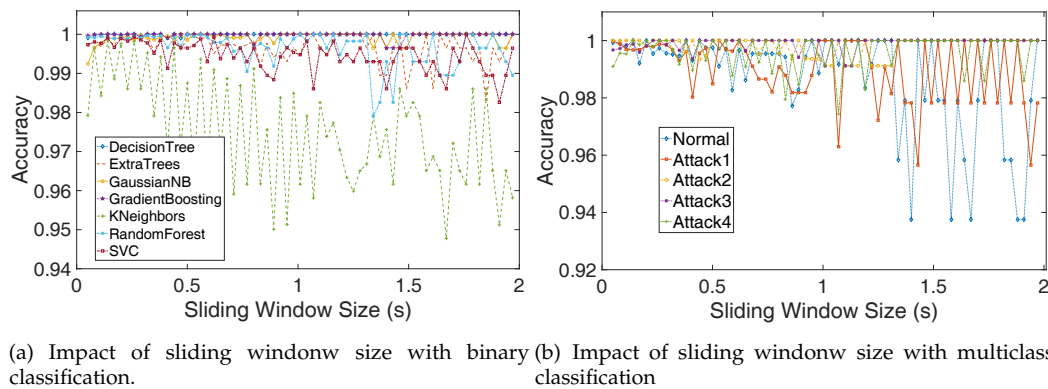 1
0.99
0.98
0.97
0.96
0.95
0.94
Accuracy
DecisionTree
ExtraTrees
GaussianNB
GradientBoosting
KNeighbors
RandomForest
SVC
0 0.5 1 1.5 2
Sliding Window Size (s)
(a) Impact of sliding windonw size with binary
classification.
1
0.98
0.96
0.94
0.92
Accuracy
Normal
Attack1
Attack2
Attack3
Attack4
0 0.5 1 1.5 2
Sliding Window Size (s)
(b) Impact of sliding windonw size with multiclass
classification